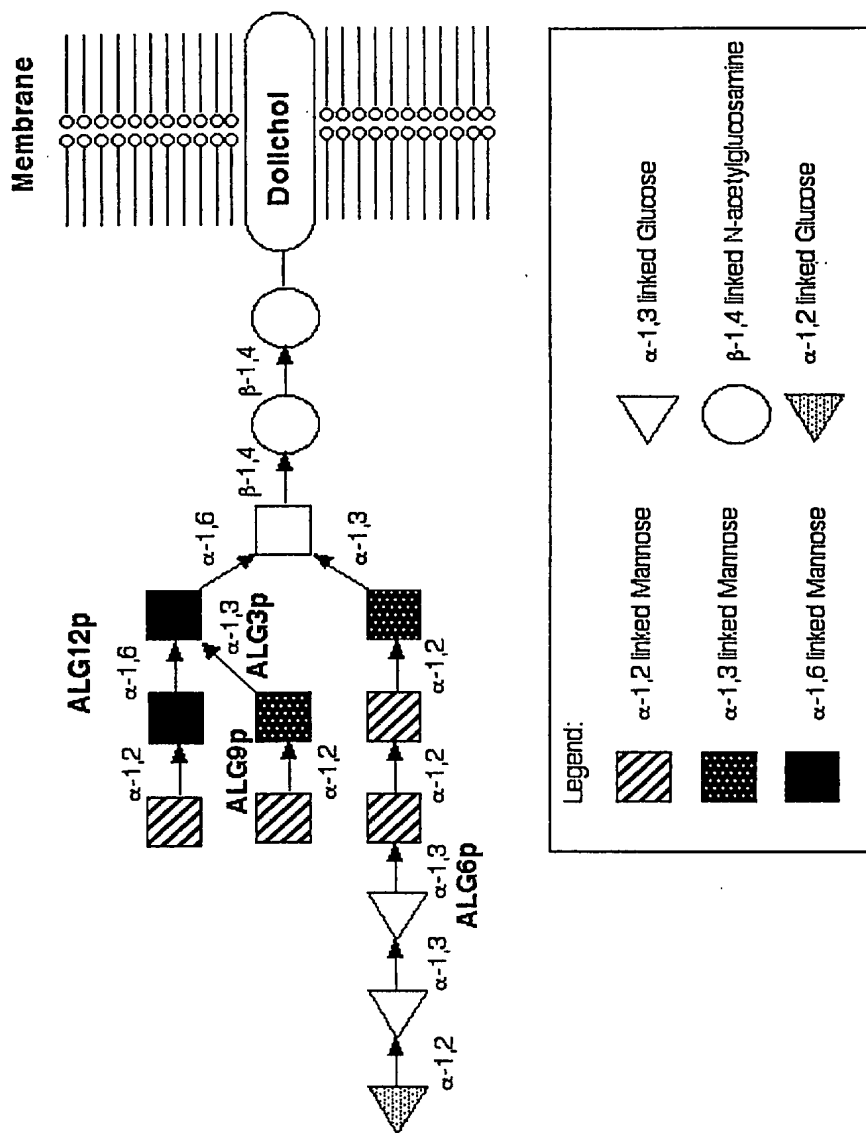 Membrane
Dolichol
β-1,4
β-1,4
α-1,6
α-1,3
ALG12p
α-1,6
α-1,3
ALG3p
α-1,2
α-1,2
ALG9p
α-1,2
α-1,2
α-1,3
ALG6p
α-1,3
α-1,2
Legend:
α-1,2 linked Mannose
α-1,3 linked Mannose
α-1,6 linked Mannose
α-1,3 linked Glucose
β-1,4 linked N-acetylglucosamine
α-1,2 linked Glucose